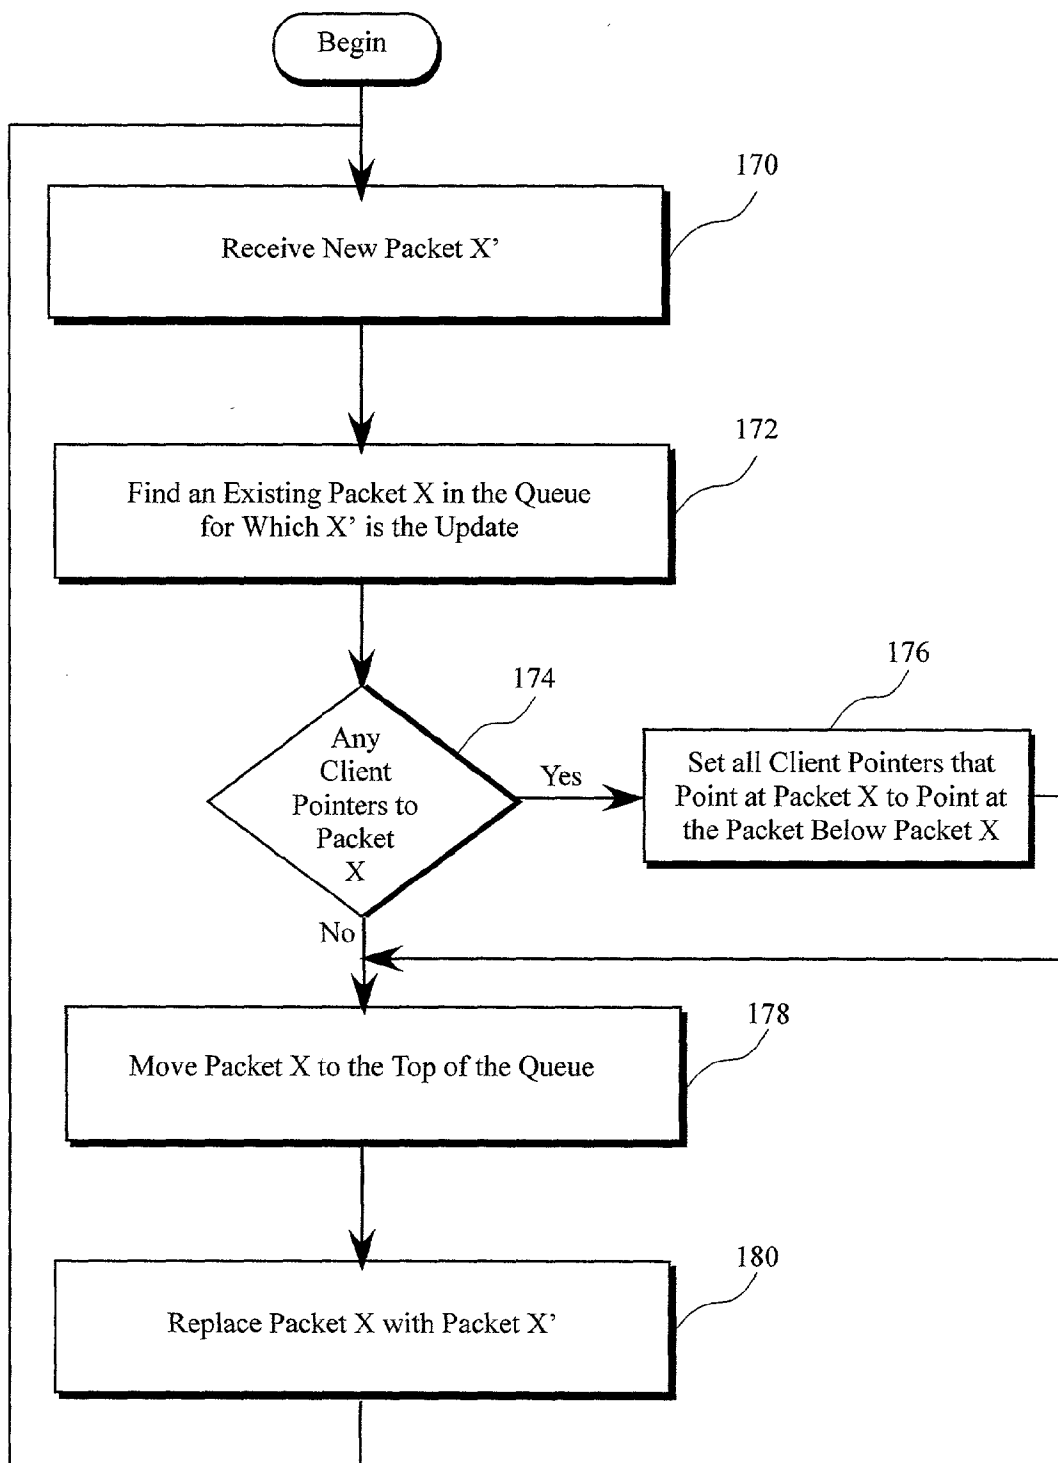 Begin
170
Receive New Packet X’
172
Find an Existing Packet X in the Queue
for Which X’ is the Update
174
Any
Client
Pointers to
Packet
X
Yes
176
Set all Client Pointers that
Point at Packet X to Point at
the Packet Below Packet X
No
178
Move Packet X to the Top of the Queue
180
Replace Packet X with Packet X’